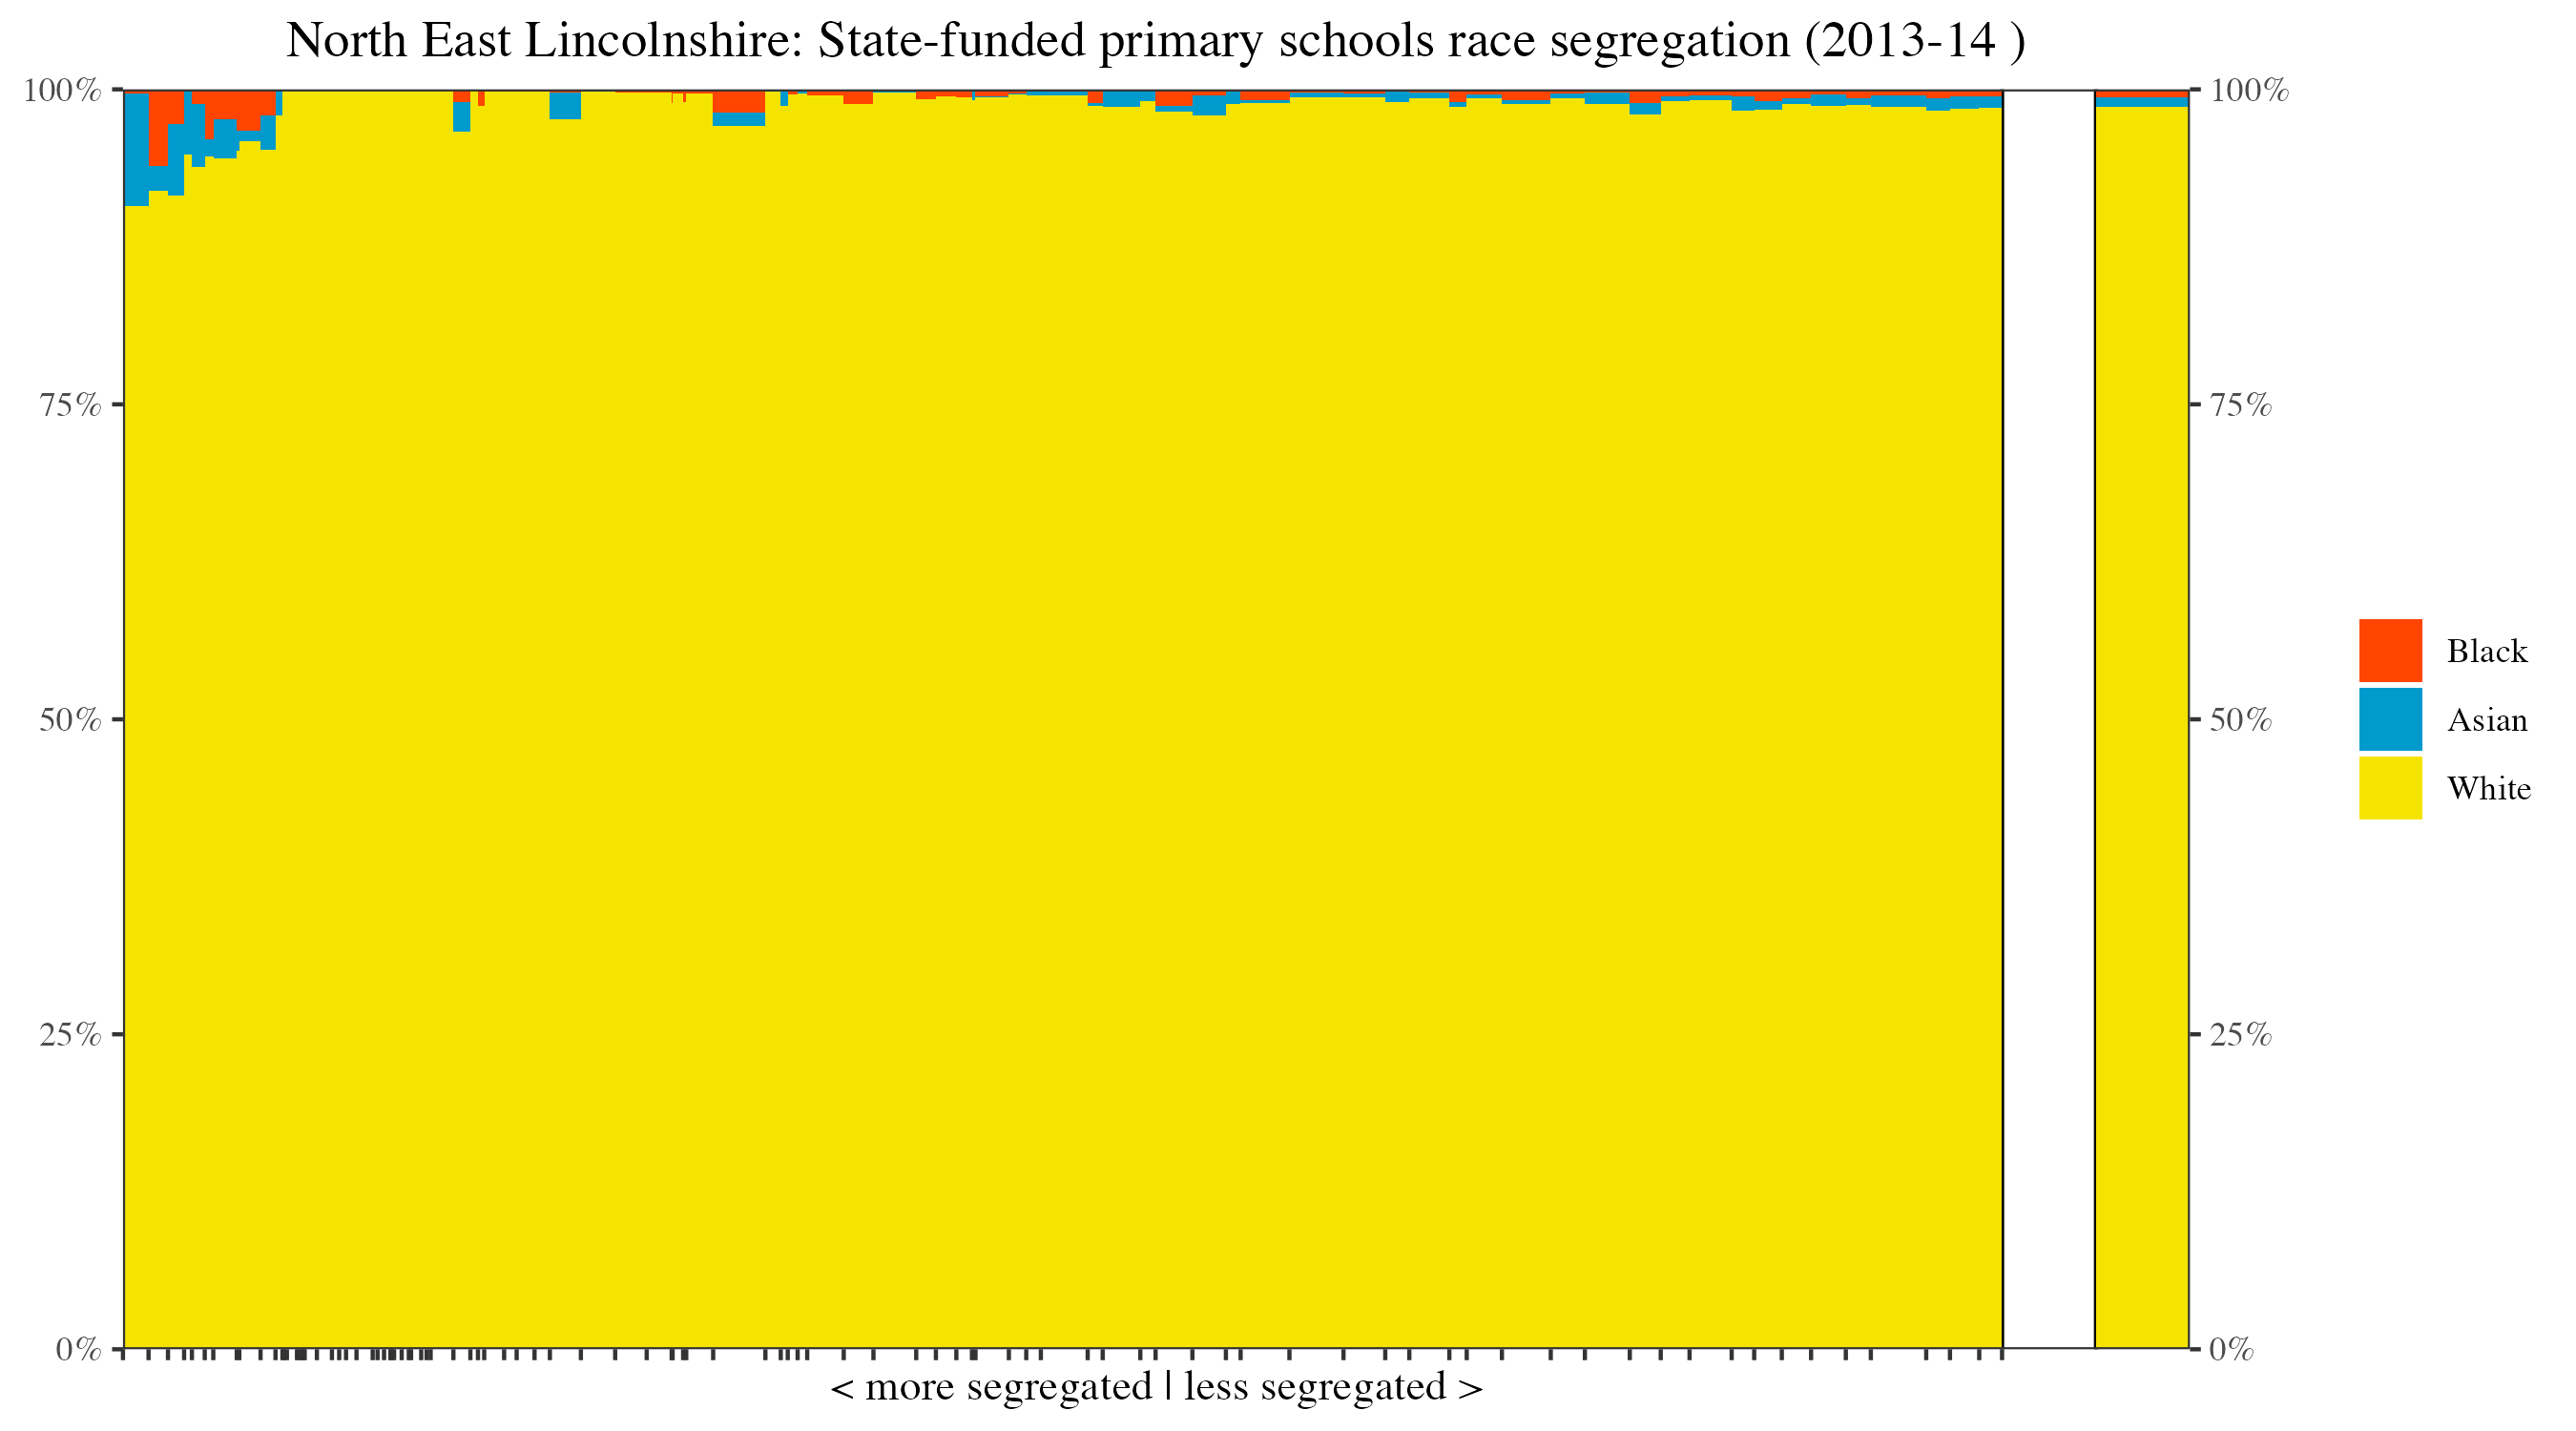 North East Lincolnshire: State-funded primary schools race segregation (2013-14 )
100%
75%
50%
25%
0%
100%
75%
50%
25%
0%
Black
Asian
White
< more segregated | less segregated >